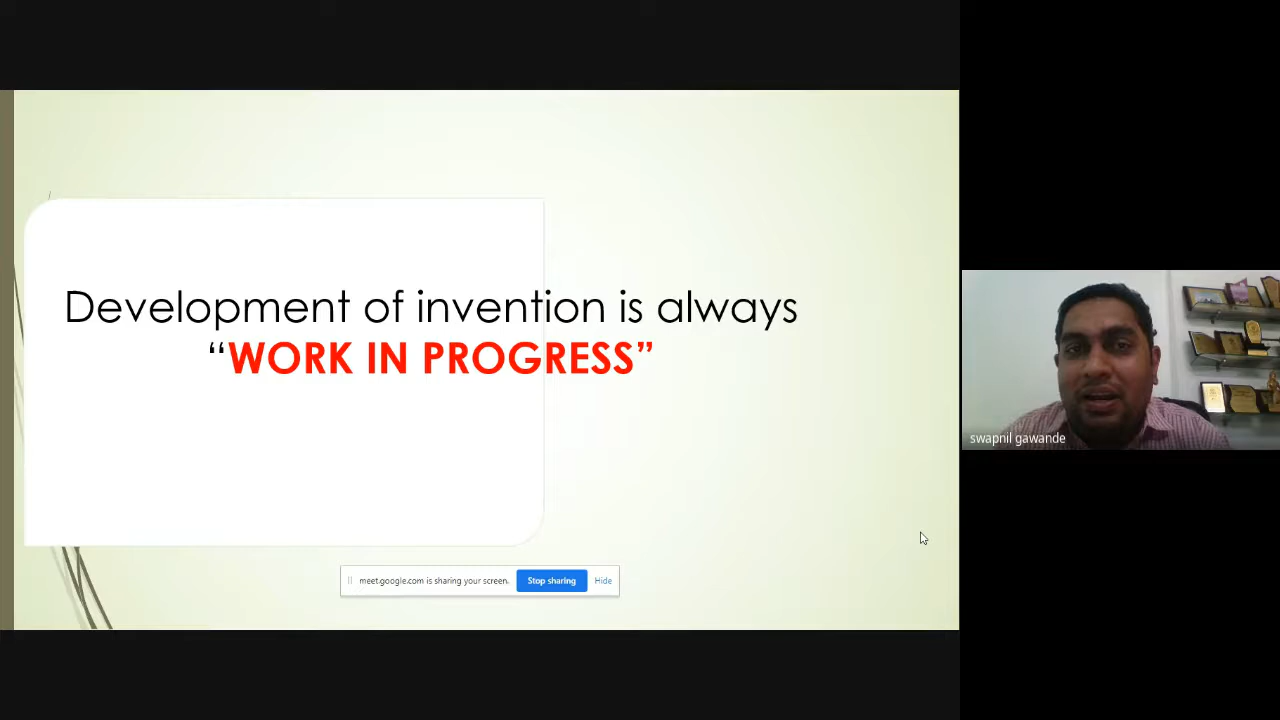 Development of invention is always
“WORK IN PROGRESS”
swapnil gawande
meet.google.com is sharing your screen.
Stop sharing
Hide